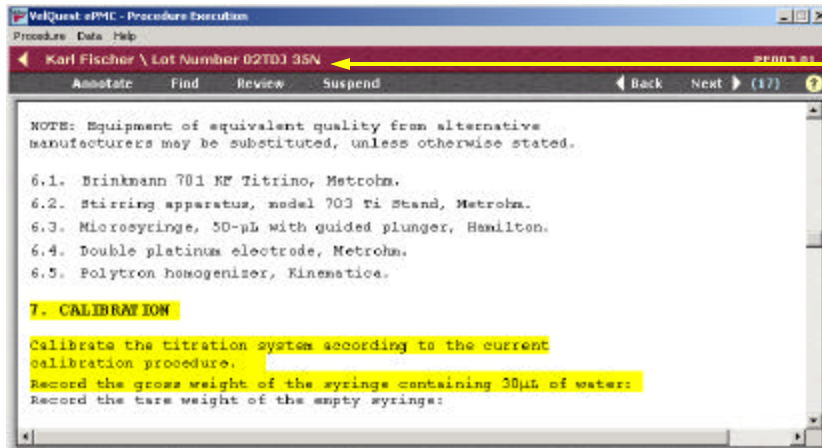 VelQuest ePMC - Procedure Execution
Procedure Data Help
Karl Fischer \ Lot Number 02TDJ 35N
PE003.01
Annotate Find Review Suspend Back Next (17) ?
NOTE: Equipment of equivalent quality from alternative
manufacturers may be substituted, unless otherwise stated.
6.1. Brinkmann 701 KF Titrino, Metrohm.
6.2. Stirring apparatus, model 703 Ti Stand, Metrohm.
6.3. Microsyringe, 50-µL with guided plunger, Hamilton.
6.4. Double platinum electrode, Metrohm.
6.5. Polytron homogenizer, Kinematica.
7. CALIBRATION
Calibrate the titration system according to the current
calibration procedure.
Record the gross weight of the syringe containing 30µL of water:
Record the tare weight of the empty syringe: